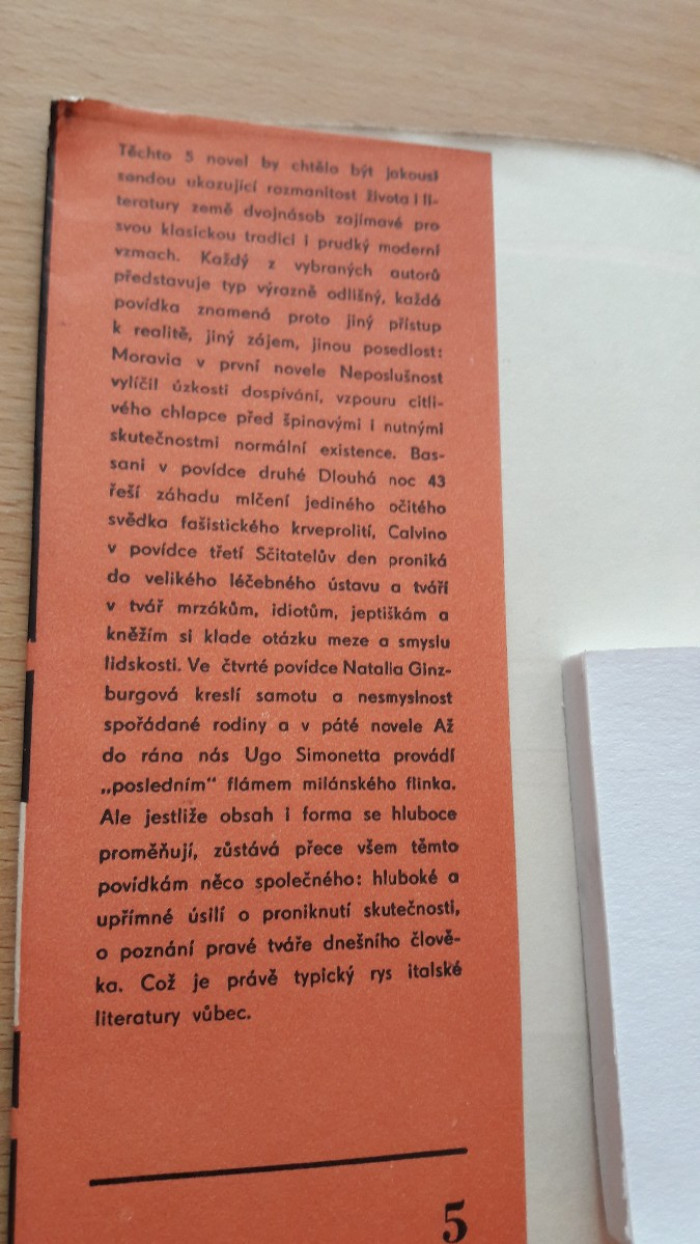 Těchto 5 novel by chtělo být jakousi
sondou ukazující rozmanitost života i li-
teratury země dvojnásob zajímavé pro
svou klasickou tradici i prudký moderní
vzmach. Každý z vybraných autorů
představuje typ výrazně odlišný, každá
povídka znamená proto jiný přístup
k realitě, jiný zájem, jinou posedlost:
Moravia v první novele Neposlušnost
vylíčil úzkosti dospívání, vzpouru citli-
vého chlapce před špinavými i nutnými
skutečnostmi normální existence. Bas-
sani v povídce druhé Dlouhá noc 43
řeší záhadu mlčení jediného očitého
svědka fašistického krveprolití, Calvino
v povídce třetí Sčitatelův den proniká
do velikého léčebného ústavu a tváří
v tvář mrzákům, idiotům, jeptiškám a
kněžím si klade otázku meze a smyslu
lidskosti. Ve čtvrté povídce Natalia Ginz-
burgová kreslí samotu a nesmyslnost
spořádané rodiny a v páté novele Až
do rána nás Ugo Simonetta provádí
„posledním“ flámem milánského flinka.
Ale jestliže obsah i forma se hluboce
proměňují, zůstává přece všem těmto
povídkám něco společného: hluboké a
upřímné úsilí o proniknutí skutečnosti,
o poznání pravé tváře dnešního člově-
ka. Což je právě typický rys italské
literatury vůbec.
5